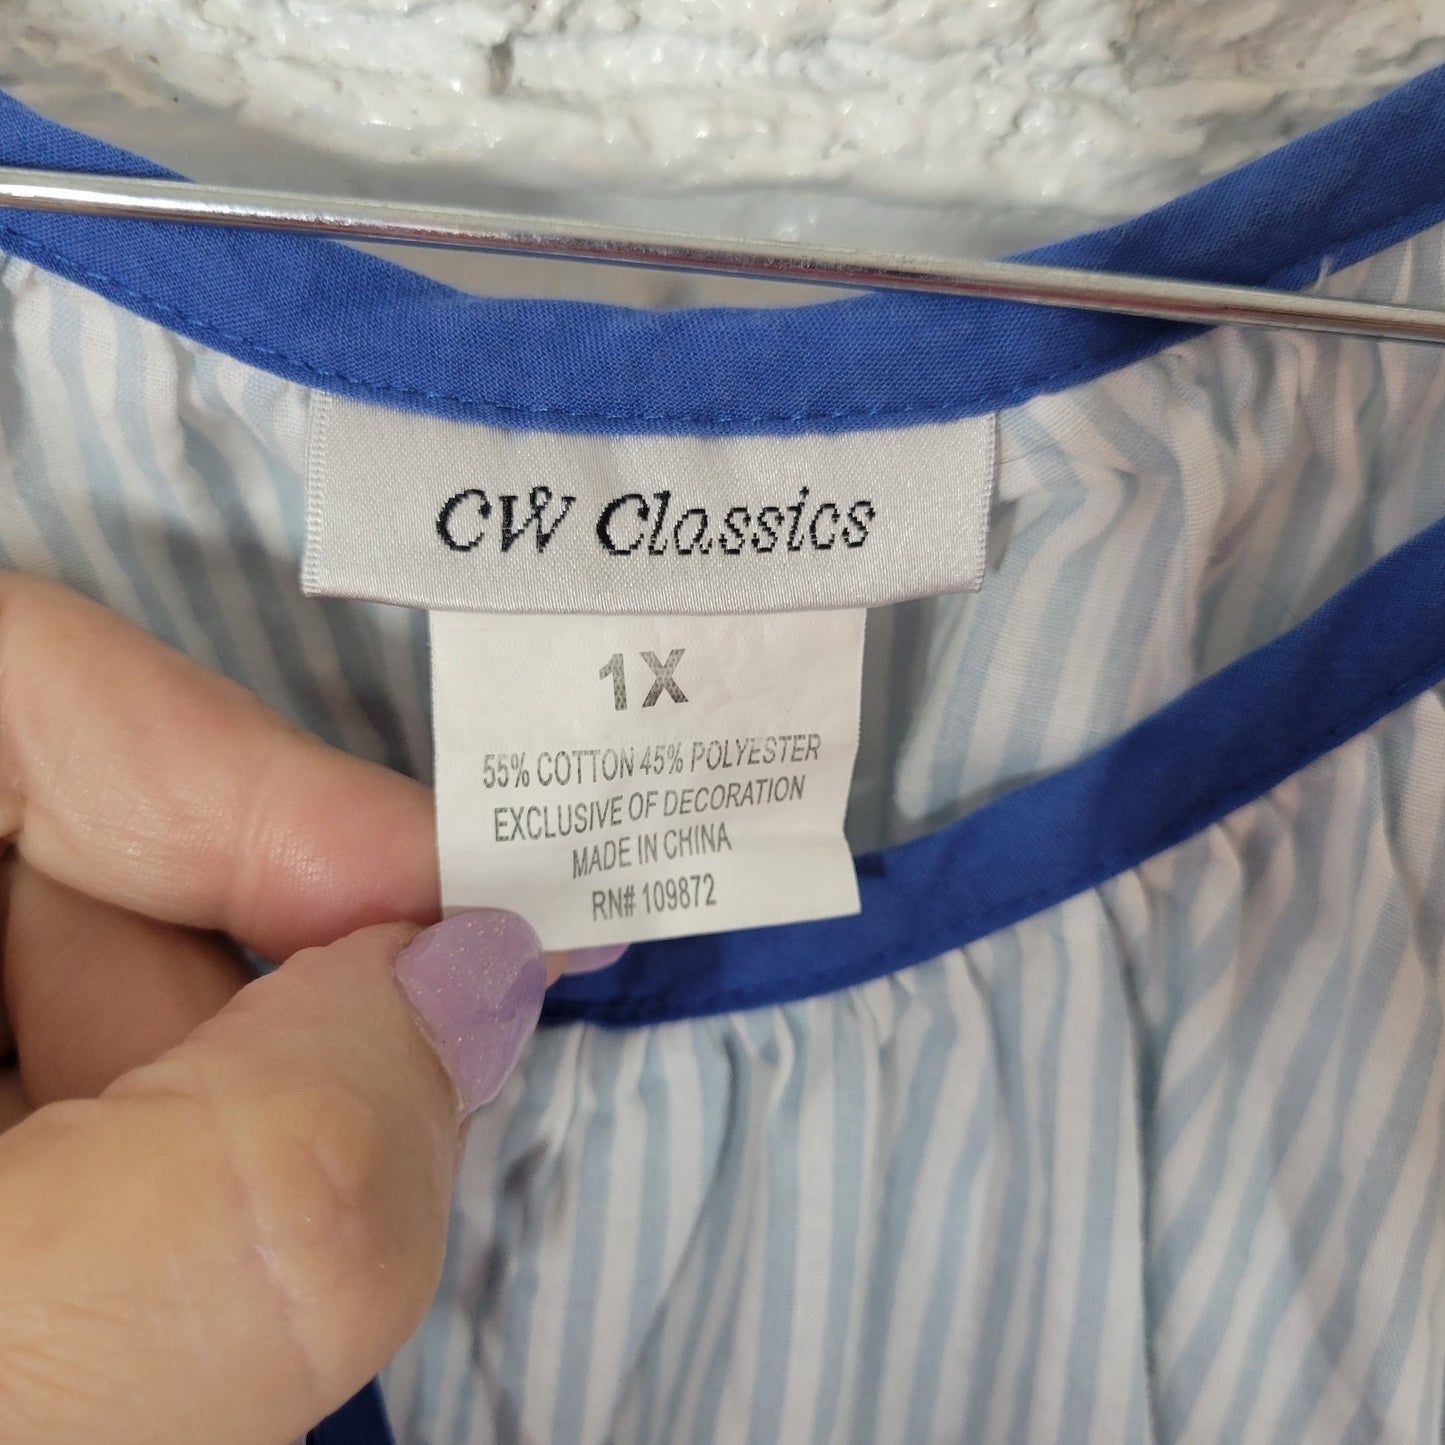 CW Classics
1X
55% COTTON 45% POLYESTER
EXCLUSIVE OF DECORATION
MADE IN CHINA
RN# 109872